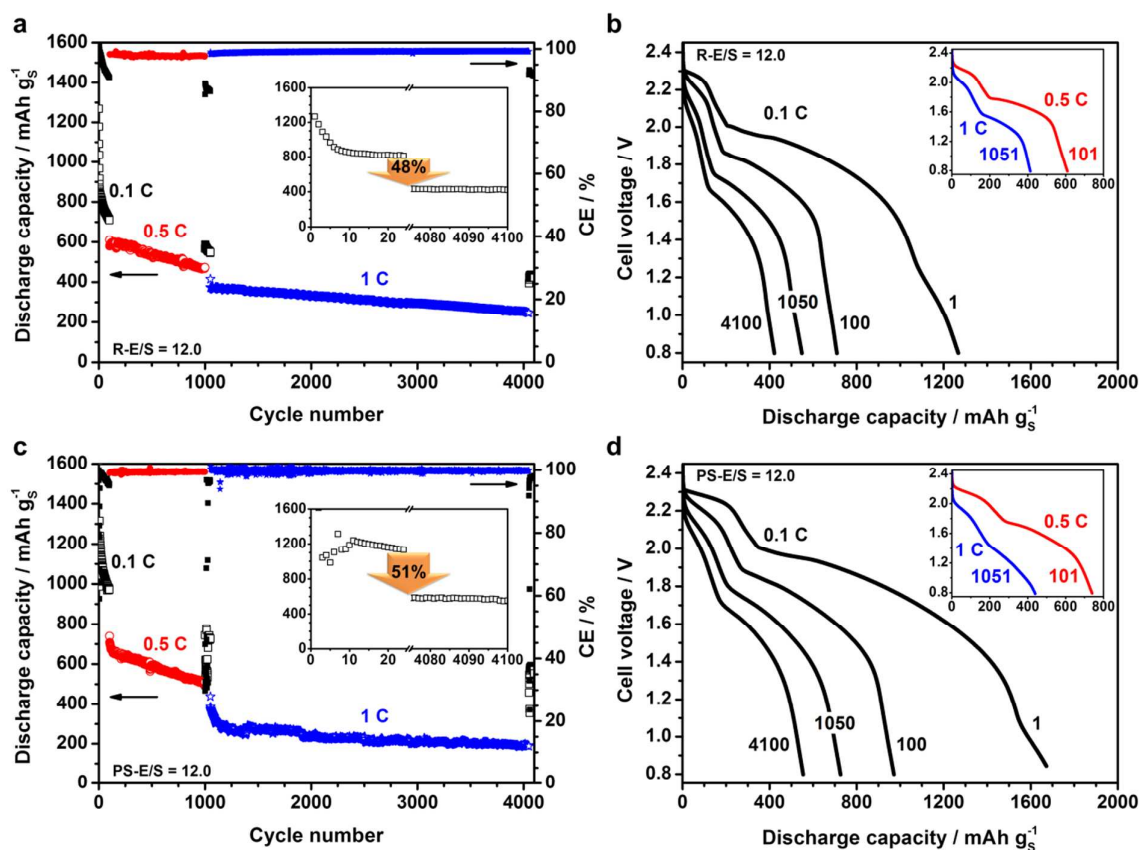 a
Discharge capacity / mAh gS-1
1600
1400
1200
1000
800
600
400
200
0
0.1 C
0.5 C
1 C
R-E/S = 12.0
1600
1200
800
400
0
48%
0 10 20 4080 4090 4100
100
80
60
40
20
0
CE / %
0 1000 2500 3000 3500 4000
Cycle number
b
Cell voltage / V
2.4
2.2
2.0
1.8
1.6
1.4
1.2
1.0
0.8
R-E/S = 12.0
0.1 C
4100
1050
100
1
2.4
2.0
1.6
1.2
0.8
0.5 C
1 C
1051
101
0 200 400 600 800
0 400 800 1200 1600 2000
Discharge capacity / mAh gS-1
c
Discharge capacity / mAh gS-1
1600
1400
1200
1000
800
600
400
200
0
0.1 C
0.5 C
1 C
PS-E/S = 12.0
1600
1200
800
400
0
51%
0 10 20 4080 4090 4100
100
80
60
40
20
0
CE / %
0 1000 2500 3000 3500 4000
Cycle number
d
Cell voltage / V
2.4
2.2
2.0
1.8
1.6
1.4
1.2
1.0
0.8
PS-E/S = 12.0
0.1 C
4100
1050
100
1
2.4
2.0
1.6
1.2
0.8
0.5 C
1 C
1051
101
0 200 400 600 800
0 400 800 1200 1600 2000
Discharge capacity / mAh gS-1